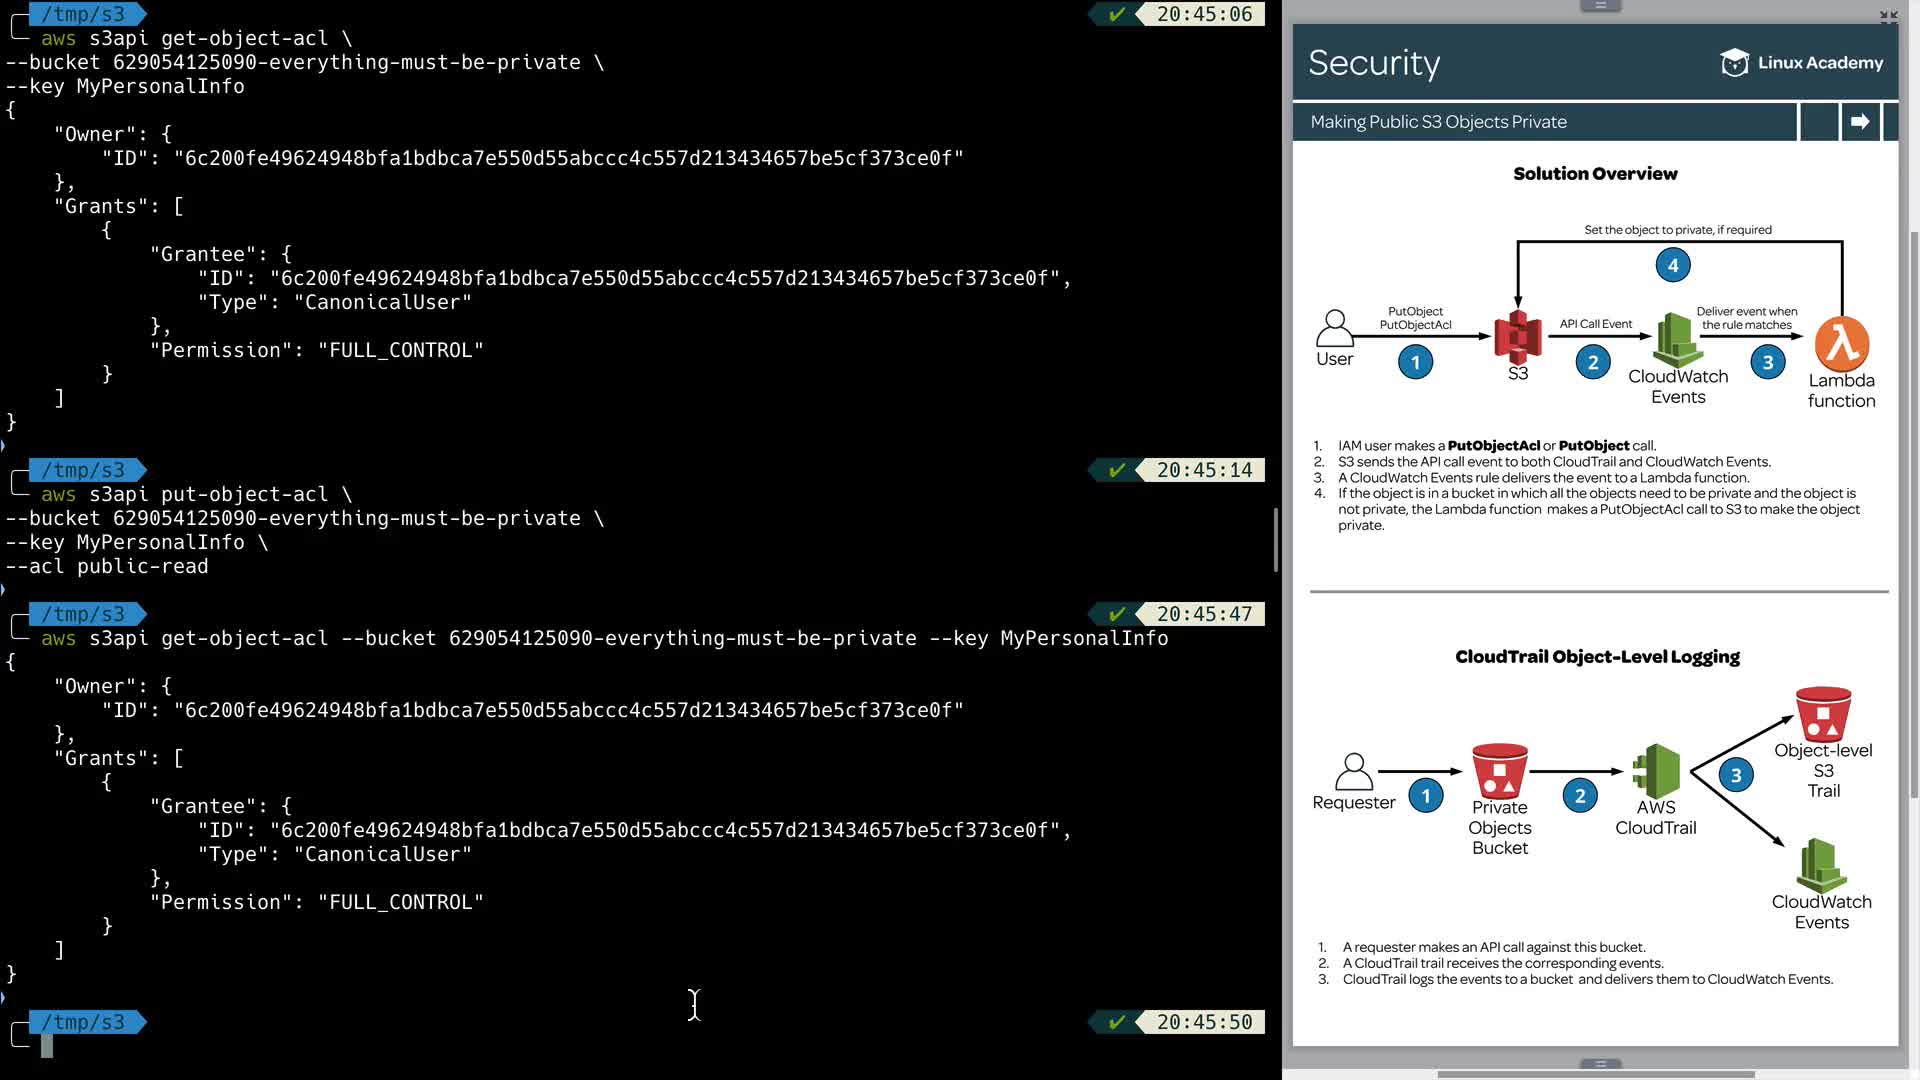 /tmp/s3 ✔ 20:45:06
aws s3api get-object-acl \
--bucket 629054125090-everything-must-be-private \
--key MyPersonalInfo
{
"Owner": {
"ID": "6c200fe49624948bfa1bdbca7e550d55abccc4c557d213434657be5cf373ce0f"
},
"Grants": [
{
"Grantee": {
"ID": "6c200fe49624948bfa1bdbca7e550d55abccc4c557d213434657be5cf373ce0f",
"Type": "CanonicalUser"
},
"Permission": "FULL_CONTROL"
}
]
}
/tmp/s3 ✔ 20:45:14
aws s3api put-object-acl \
--bucket 629054125090-everything-must-be-private \
--key MyPersonalInfo \
--acl public-read
/tmp/s3 ✔ 20:45:47
aws s3api get-object-acl --bucket 629054125090-everything-must-be-private --key MyPersonalInfo
{
"Owner": {
"ID": "6c200fe49624948bfa1bdbca7e550d55abccc4c557d213434657be5cf373ce0f"
},
"Grants": [
{
"Grantee": {
"ID": "6c200fe49624948bfa1bdbca7e550d55abccc4c557d213434657be5cf373ce0f",
"Type": "CanonicalUser"
},
"Permission": "FULL_CONTROL"
}
]
}
/tmp/s3 ✔ 20:45:50
Security
Linux Academy
Making Public S3 Objects Private
Solution Overview
Set the object to private, if required
4
PutObject
PutObjectAcl
1
User
S3
API Call Event
2
CloudWatch
Events
Deliver event when
the rule matches
3
Lambda
function
1. IAM user makes a PutObjectAcl or PutObject call.
2. S3 sends the API call event to both CloudTrail and CloudWatch Events.
3. A CloudWatch Events rule delivers the event to a Lambda function.
4. If the object is in a bucket in which all the objects need to be private and the object is
not private, the Lambda function makes a PutObjectAcl call to S3 to make the object
private.
CloudTrail Object-Level Logging
Requester
1
Private
Objects
Bucket
2
AWS
CloudTrail
3
Object-level
S3
Trail
CloudWatch
Events
1. A requester makes an API call against this bucket.
2. A CloudTrail trail receives the corresponding events.
3. CloudTrail logs the events to a bucket and delivers them to CloudWatch Events.